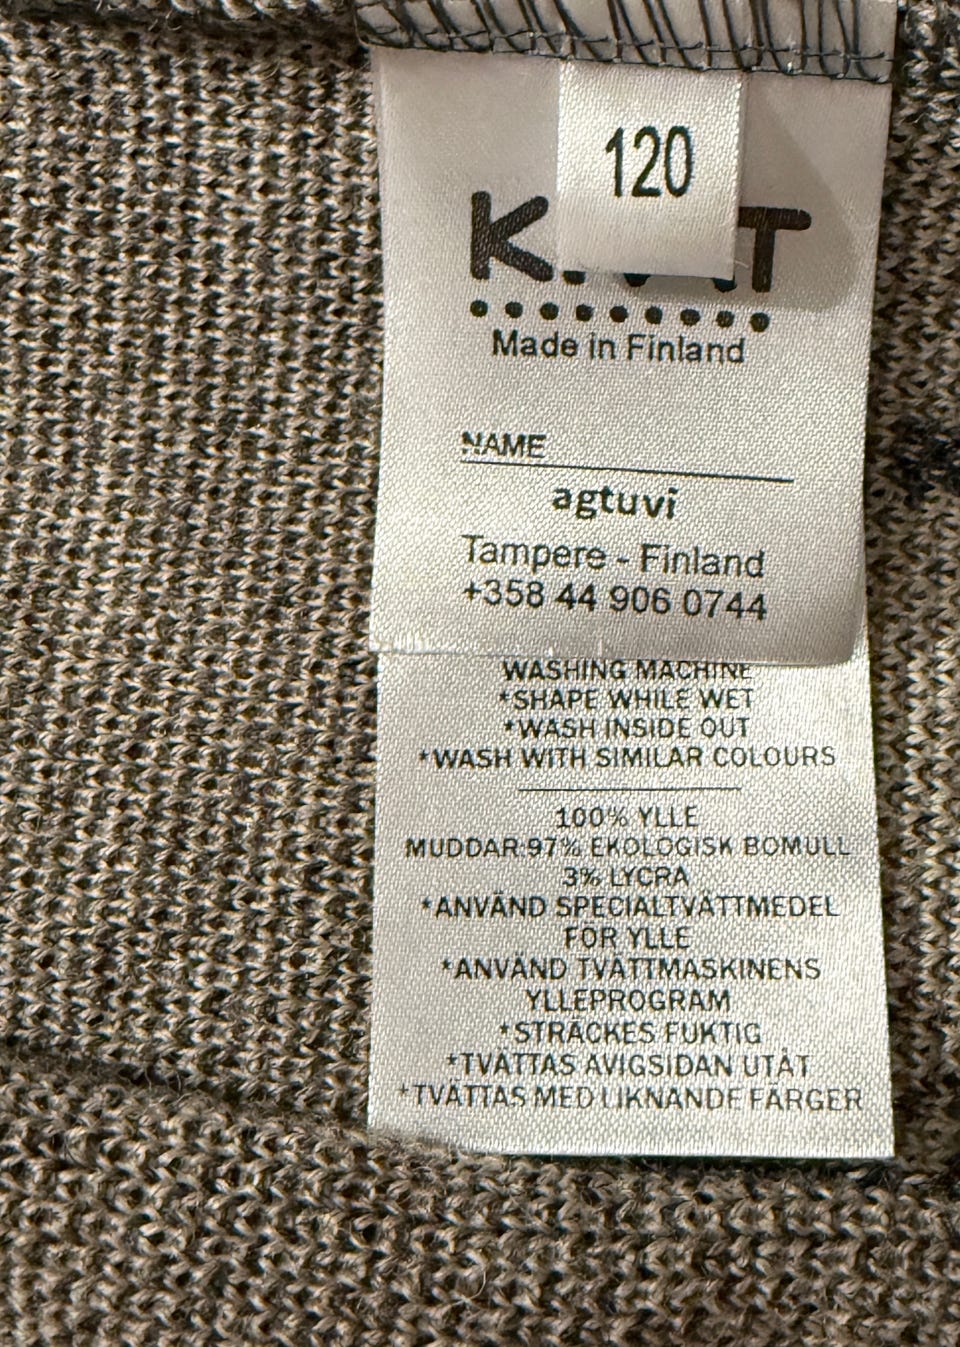 120
Made in Finland
NAME
agtuvi
Tampere - Finland
+358 44 906 0744
WASHING MACHINE
*SHAPE WHILE WET
*WASH INSIDE OUT
*WASH WITH SIMILAR COLOURS
100% YLLE
MUDDAR:97% EKOLOGISK BOMULL
3% LYCRA
*ANVÄND SPECIALTVÄTTMEDEL
FÖR YLLE
*ANVÄND TVÄTTMASKINENS
YLLEPROGRAM
*STRÄCKES FUKTIG
*TVÄTTAS AVIGSIDAN UTÅT
*TVÄTTAS MED LIKNANDE FÄRGER